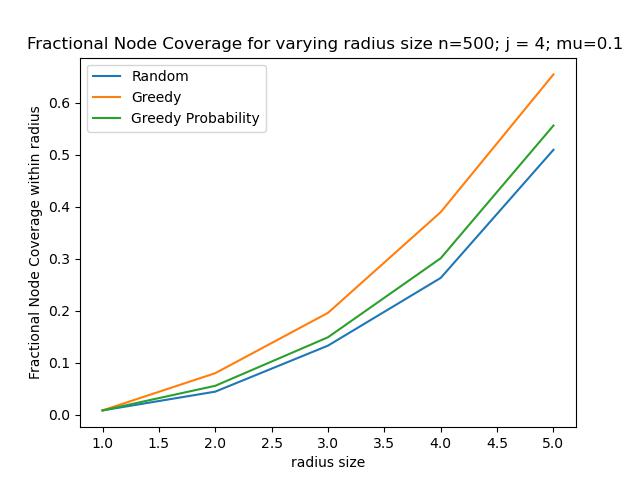 Fractional Node Coverage for varying radius size n=500; j = 4; mu=0.1
Random
Greedy
Greedy Probability
Fractional Node Coverage within radius
0.6
0.5
0.4
0.3
0.2
0.1
0.0
1.0 1.5 2.0 2.5 3.0 3.5 4.0 4.5 5.0
radius size